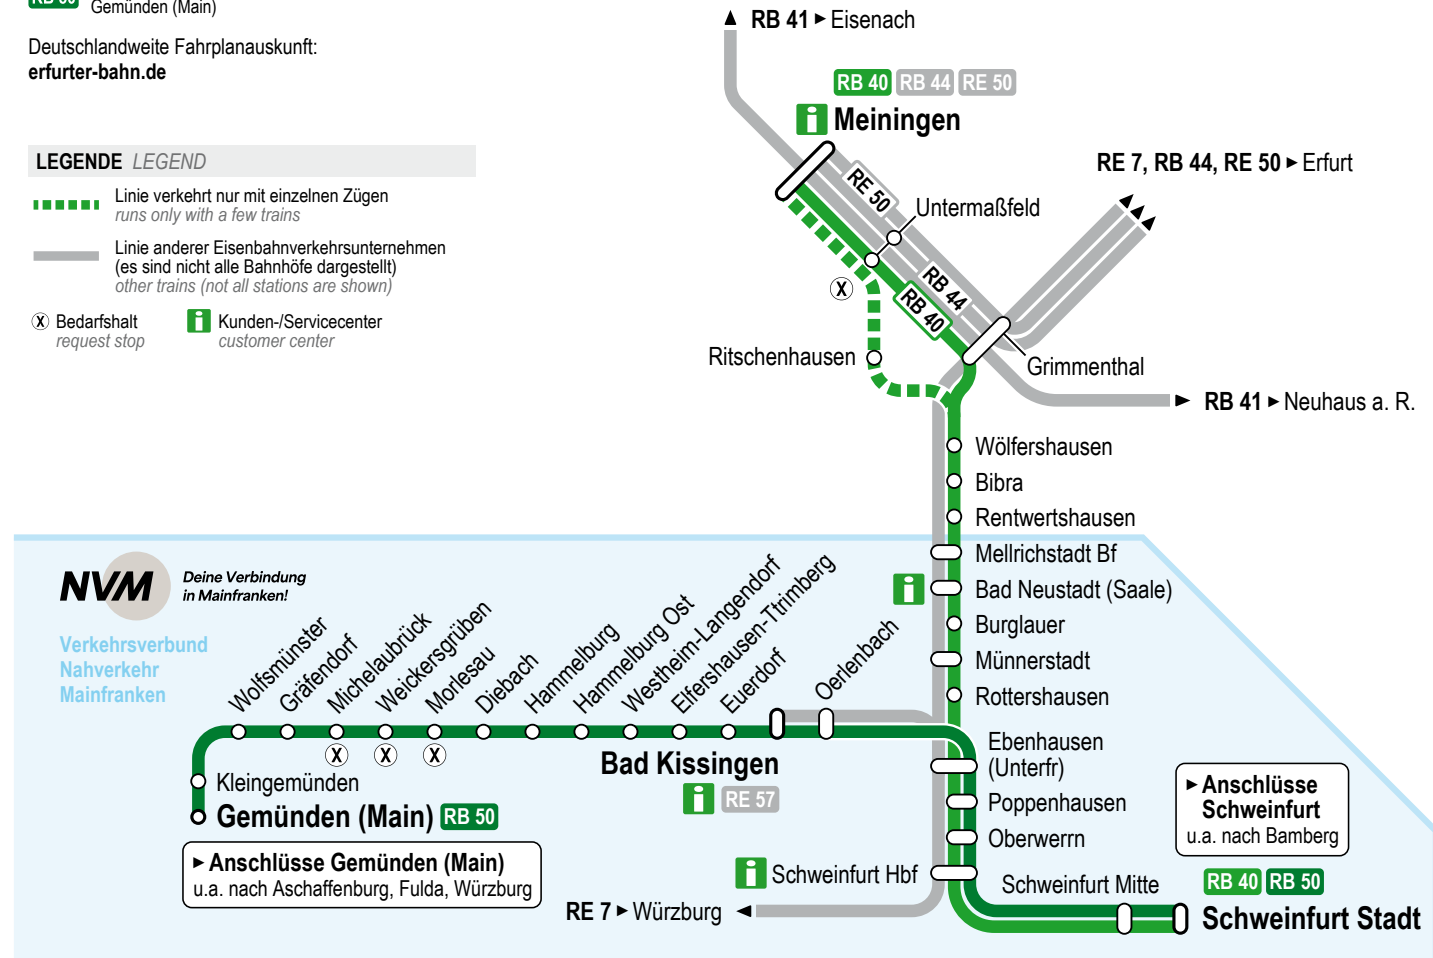 RB 50
Gemünden (Main)
Deutschlandweite Fahrplanauskunft:
erfurter-bahn.de
LEGENDE LEGEND
Linie verkehrt nur mit einzelnen Zügen
runs only with a few trains
Linie anderer Eisenbahnverkehrsunternehmen
(es sind nicht alle Bahnhöfe dargestellt)
other trains (not all stations are shown)
X Bedarfshalt
request stop
i Kunden-/Servicecenter
customer center
RB 41 ► Eisenach
RB 40 RB 44 RE 50
i Meiningen
RE 7, RB 44, RE 50 ► Erfurt
RE 50
Untermaßfeld
RB 44
RB 40
X
Ritschenhausen
Grimmenthal
RB 41 ► Neuhaus a. R.
Wölfershausen
Bibra
Rentwertshausen
Mellrichstadt Bf
i Bad Neustadt (Saale)
Burglauer
Münnerstadt
Rottershausen
NVM
Deine Verbindung
in Mainfranken!
Verkehrsverbund
Nahverkehr
Mainfranken
Wolfsmünster
Gräfendorf
Michelaubrück
Weickersgrüben
Morlesau
Diebach
Hammelburg
Hammelburg Ost
Westheim-Langendorf
Elfershausen-Ttrimberg
Euerdorf
Oerlenbach
X X X
Kleingemünden
Gemünden (Main) RB 50
► Anschlüsse Gemünden (Main)
u.a. nach Aschaffenburg, Fulda, Würzburg
Bad Kissingen
i RE 57
Ebenhausen
(Unterfr)
Poppenhausen
Oberwerrn
i Schweinfurt Hbf
RE 7 ► Würzburg
Schweinfurt Mitte
► Anschlüsse
Schweinfurt
u.a. nach Bamberg
RB 40 RB 50
Schweinfurt Stadt